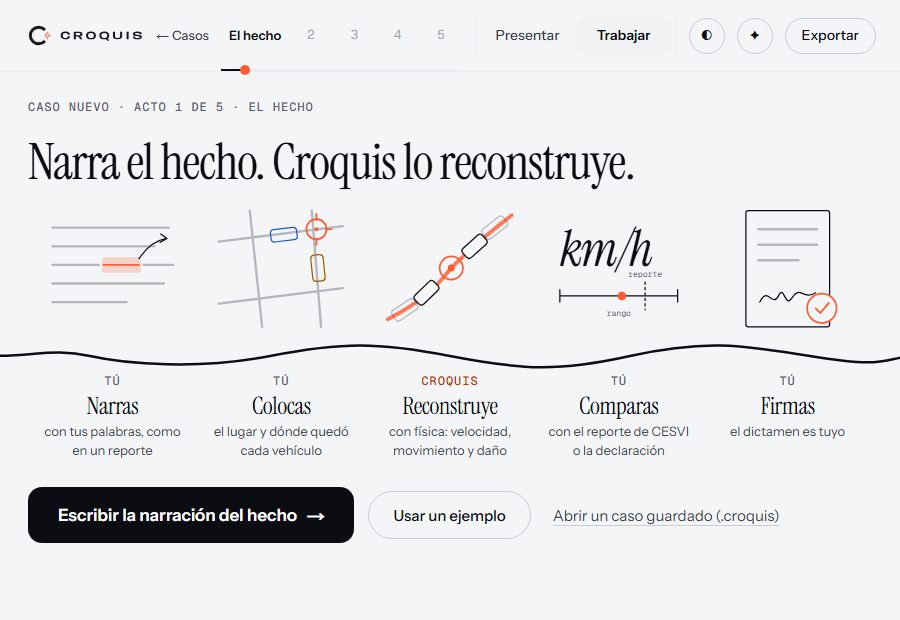 CROQUIS
← Casos
El hecho
2
3
4
5
Presentar
Trabajar
Exportar
CASO NUEVO · ACTO 1 DE 5 · EL HECHO
Narra el hecho. Croquis lo reconstruye.
km/h
reporte
rango
TÚ
Narras
con tus palabras, como
en un reporte
TÚ
Colocas
el lugar y dónde quedó
cada vehículo
CROQUIS
Reconstruye
con física: velocidad,
movimiento y daño
TÚ
Comparas
con el reporte de CESVI
o la declaración
TÚ
Firmas
el dictamen es tuyo
Escribir la narración del hecho →
Usar un ejemplo
Abrir un caso guardado (.croquis)